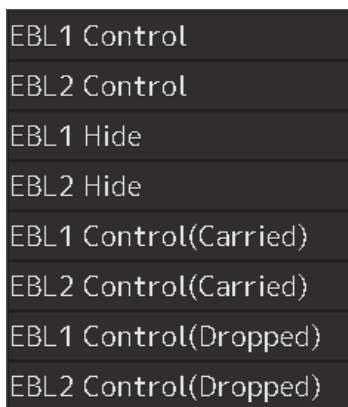 EBL1 Control
EBL2 Control
EBL1 Hide
EBL2 Hide
EBL1 Control(Carried)
EBL2 Control(Carried)
EBL1 Control(Dropped)
EBL2 Control(Dropped)